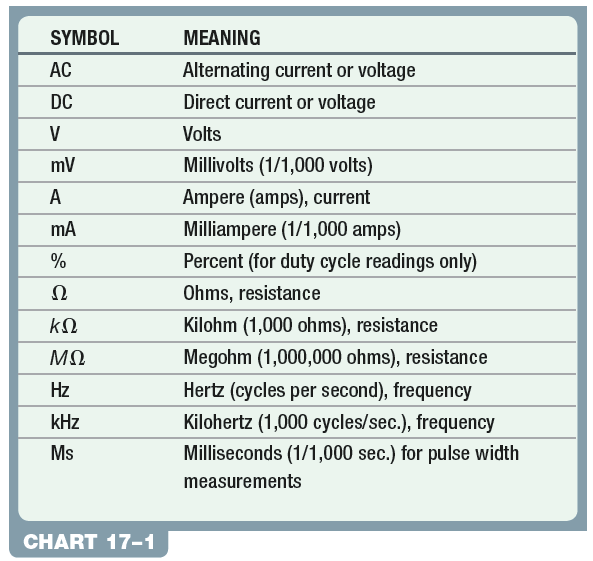 SYMBOL MEANING
AC Alternating current or voltage
DC Direct current or voltage
V Volts
mV Millivolts (1/1,000 volts)
A Ampere (amps), current
mA Milliampere (1/1,000 amps)
% Percent (for duty cycle readings only)
Ω Ohms, resistance
kΩ Kilohm (1,000 ohms), resistance
MΩ Megohm (1,000,000 ohms), resistance
Hz Hertz (cycles per second), frequency
kHz Kilohertz (1,000 cycles/sec.), frequency
Ms Milliseconds (1/1,000 sec.) for pulse width
measurements
CHART 17–1